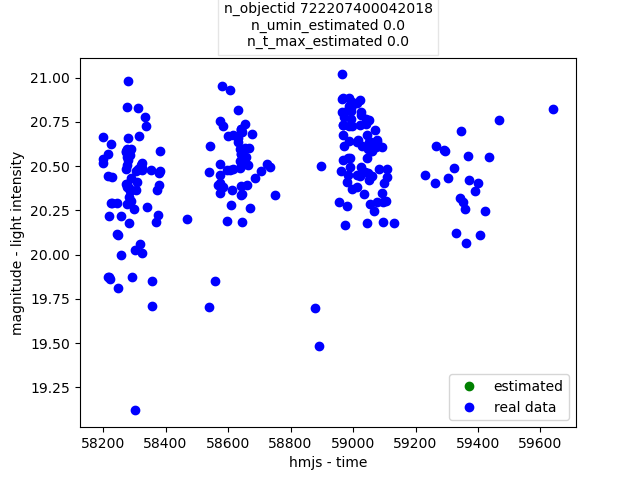 n_objectid 722207400042018
n_umin_estimated 0.0
n_t_max_estimated 0.0
21.00
20.75
20.50
20.25
20.00
19.75
19.50
19.25
magnitude - light intensity
58200 58400 58600 58800 59000 59200 59400 59600
hmjs - time
estimated
real data